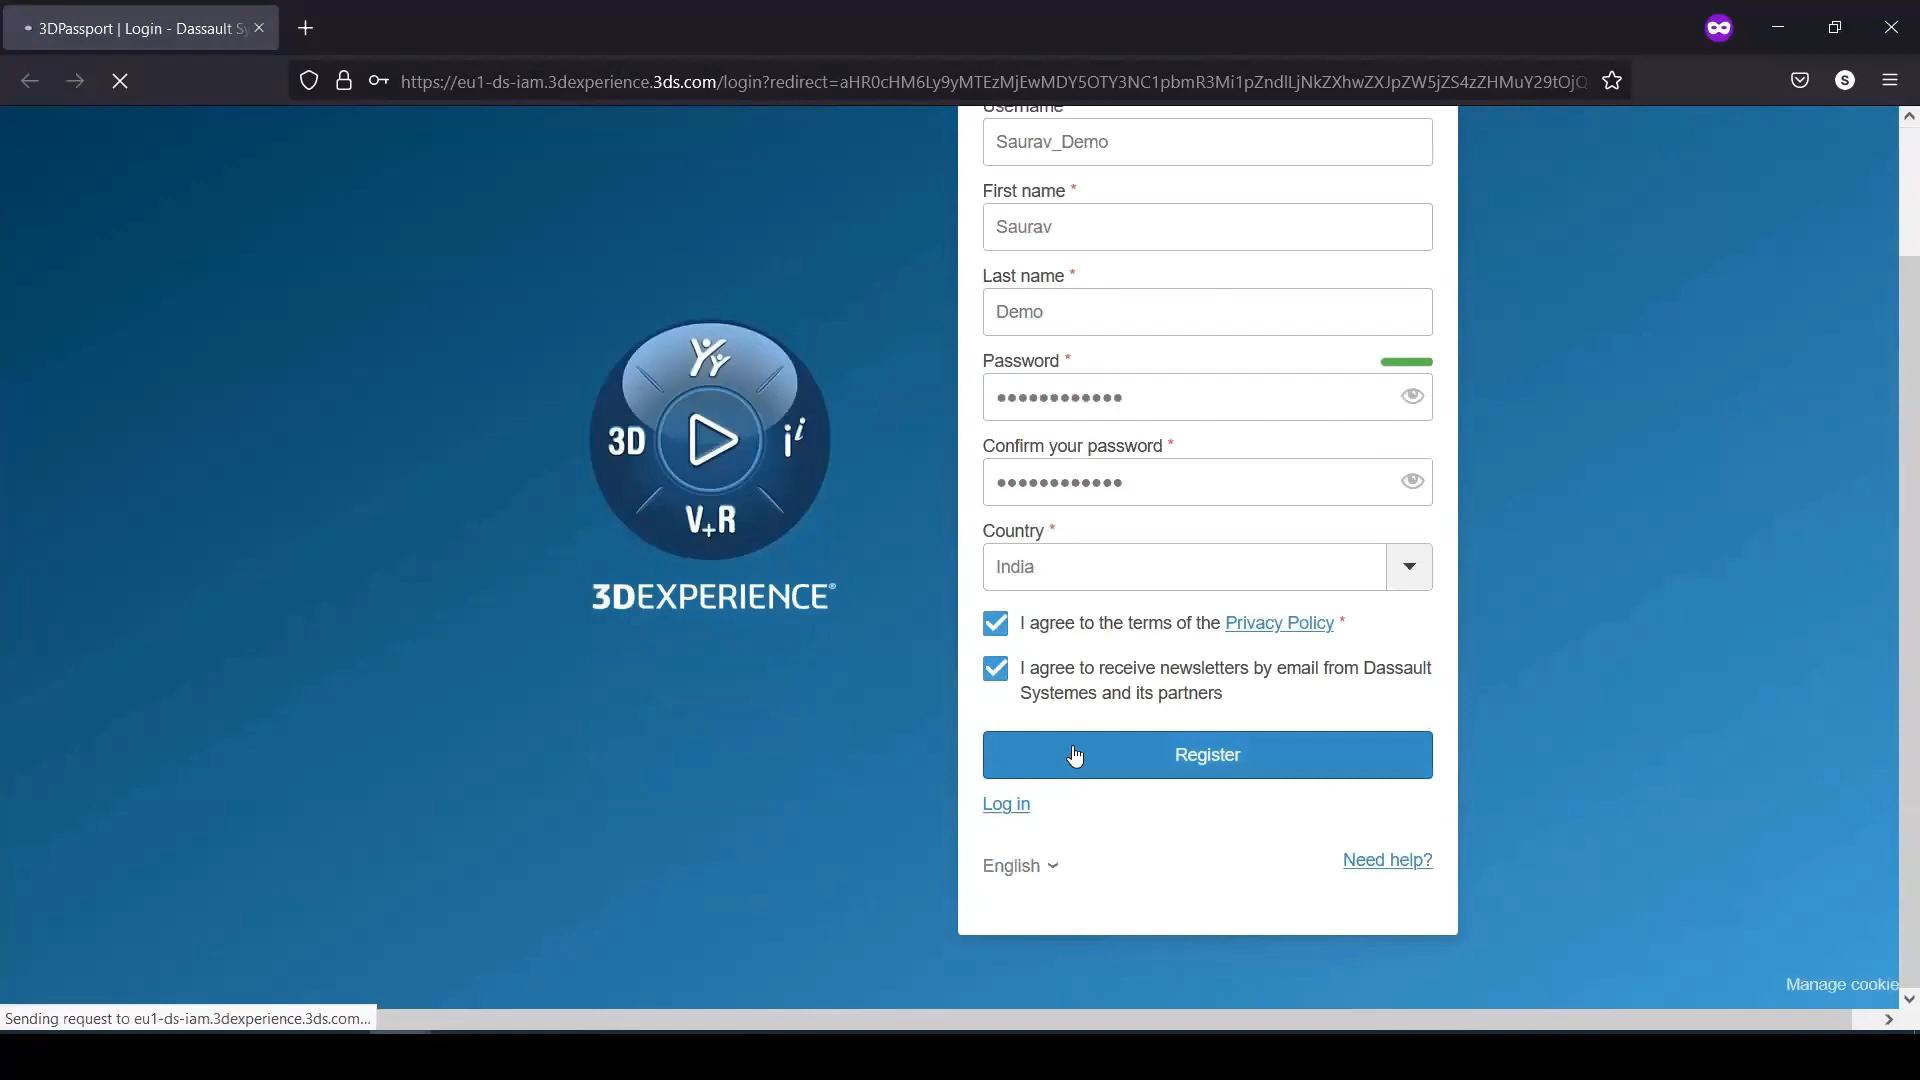 3DPassport | Login - Dassault Sy
https://eu1-ds-iam.3dexperience.3ds.com/login?redirect=aHR0cHM6Ly9yMTEzMjEwMDY5OTY3NC1pbmR3Mi1pZndlLjNkZXhwZXJpZW5jZS4zZHMuY29tOjQ
S
Username
Saurav_Demo
First name *
Saurav
Last name *
Demo
Password *
Confirm your password *
Country *
India
I agree to the terms of the Privacy Policy *
I agree to receive newsletters by email from Dassault
Systemes and its partners
Register
Log in
English
Need help?
3D
i i
V+R
3DEXPERIENCE®
Manage cookie
Sending request to eu1-ds-iam.3dexperience.3ds.com...